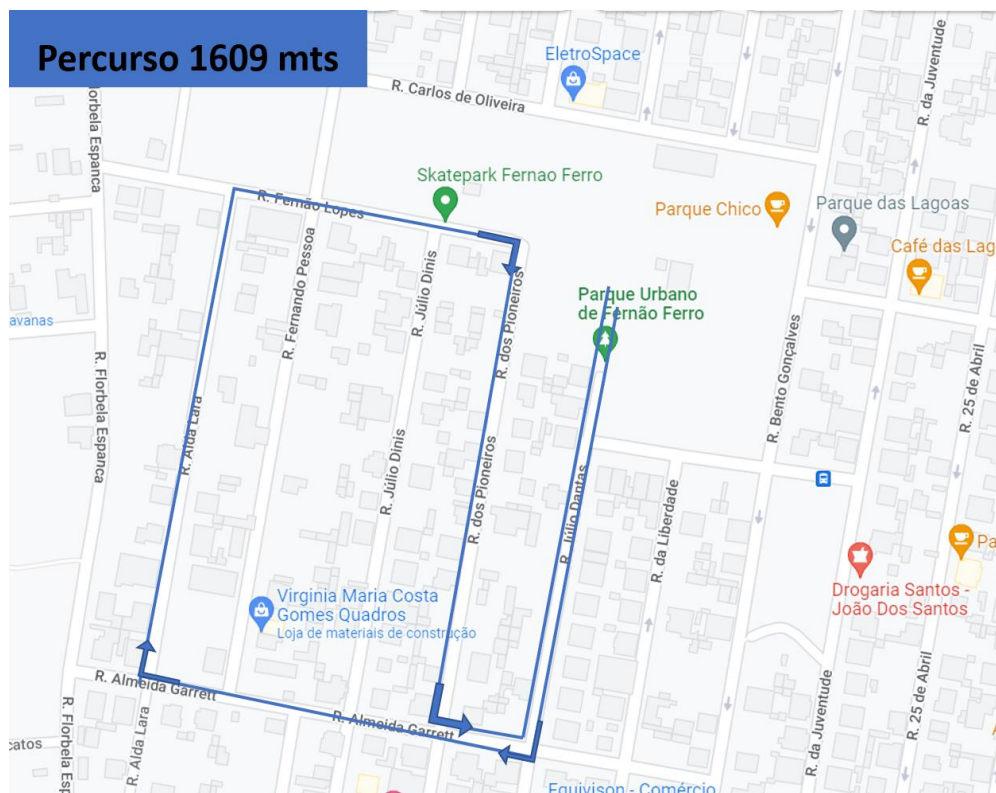 Percurso 1609 mts
EletroSpace
R. da Juventude
R. Carlos de Oliveira
Florbela Espanca
Skatepark Fernao Ferro
R. Fernão Lopes
Parque Chico
Parque das Lagoas
Café das Lag
R. Fernando Pessoa
R. Júlio Dinis
R. dos Pioneiros
Parque Urbano
de Fernão Ferro
avanas
R. Florbela Espanca
R. Bento Gonçalves
R. 25 de Abril
R. Alda Lara
R. Júlio Dinis
R. dos Pioneiros
R. Júlio Dantas
R. da Liberdade
Pa
Drogaria Santos -
João Dos Santos
Virginia Maria Costa
Gomes Quadros
Loja de materiais de construção
R. Almeida Garrett
R. Almeida Garrett
R. Florbela Esp
R. Alda Lara
R. da Juventude
R. 25 de Abril
catos
Equivison - Comércio